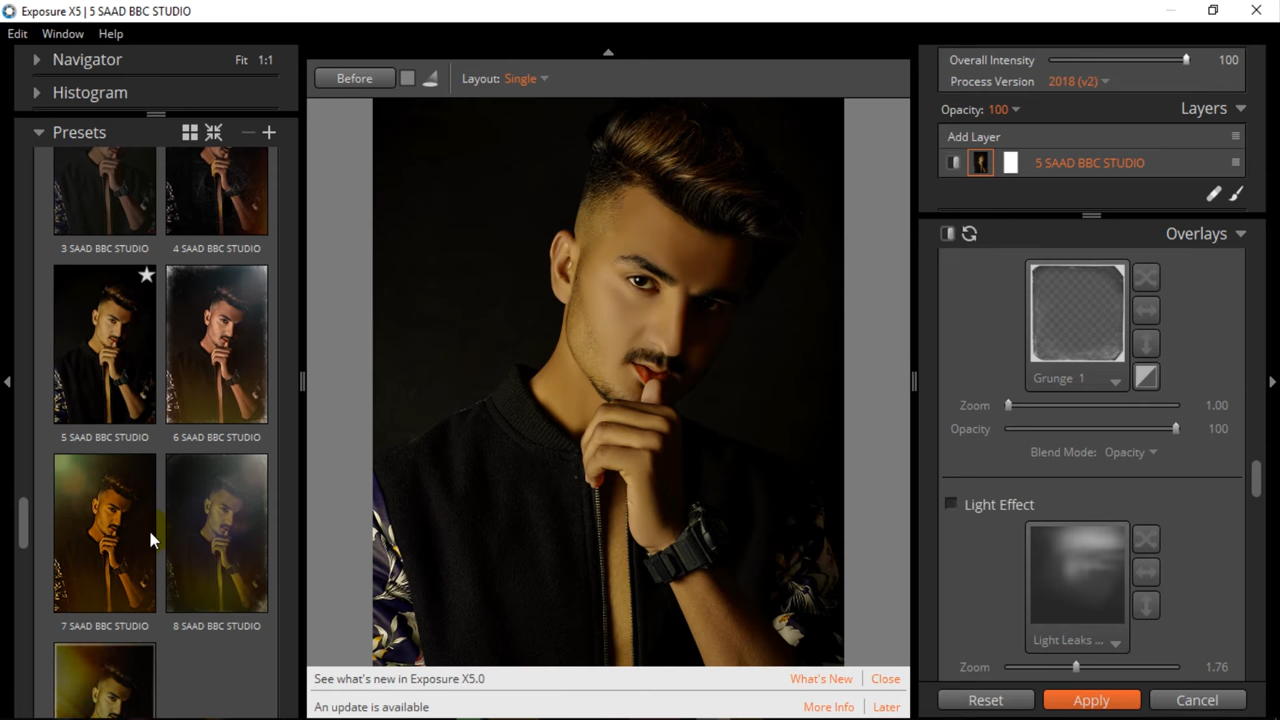 Exposure X5 | 5 SAAD BBC STUDIO
Edit Window Help
Navigator Fit 1:1
Histogram
Presets
3 SAAD BBC STUDIO 4 SAAD BBC STUDIO
5 SAAD BBC STUDIO 6 SAAD BBC STUDIO
7 SAAD BBC STUDIO 8 SAAD BBC STUDIO
Before Layout: Single
See what's new in Exposure X5.0 What's New Close
An update is available More Info Later
Overall Intensity 100
Process Version 2018 (v2)
Opacity: 100 Layers
Add Layer
5 SAAD BBC STUDIO
Overlays
Grunge 1
Zoom 1.00
Opacity 100
Blend Mode: Opacity
Light Effect
Light Leaks ...
Zoom 1.76
Reset Apply Cancel